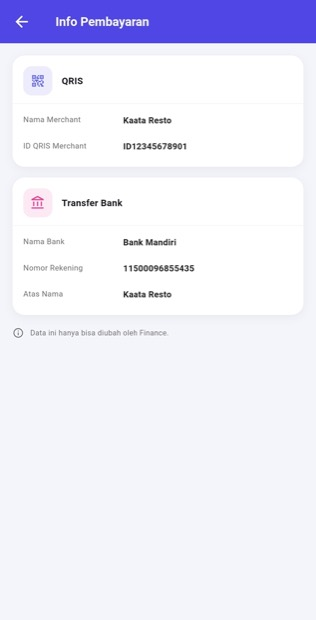 Info Pembayaran
QRIS
Nama Merchant Kaata Resto
ID QRIS Merchant ID12345678901
Transfer Bank
Nama Bank Bank Mandiri
Nomor Rekening 11500096855435
Atas Nama Kaata Resto
Data ini hanya bisa diubah oleh Finance.